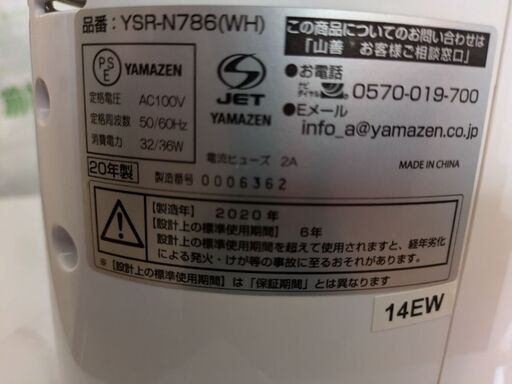 品番：YSR-N786(WH)
この商品についてのお問い合わせは
「山善 お客様ご相談窓口」
PSE YAMAZEN
JET
YAMAZEN
●お電話
ナビダイヤル 0570-019-700
●Eメール
info_a@yamazen.co.jp
定格電圧 AC100V
定格周波数 50/60Hz
消費電力 32/36W
電流ヒューズ 2A
MADE IN CHINA
20年製 製造番号 0006362
【製造年】 2020 年
【設計上の標準使用期間】 6年
設計上の標準使用期間を超えて使用されますと、経年劣化
による発火・けが等の事故に至るおそれがあります。
※【設計上の標準使用期間】は「保証期間」とは異なります
14EW